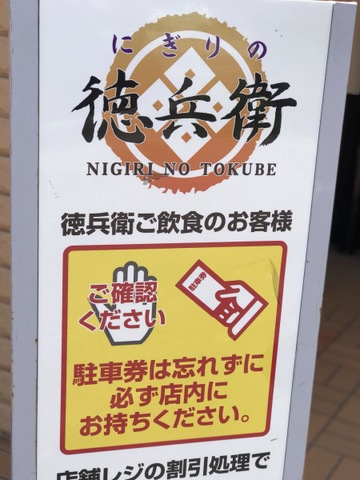 にぎりの
徳兵衛
NIGIRI NO TOKUBE
徳兵衛ご飲食のお客様
ご確認
ください
駐車券
駐車券は忘れずに
必ず店内に
お持ちください。
店舗レジの割引処理で